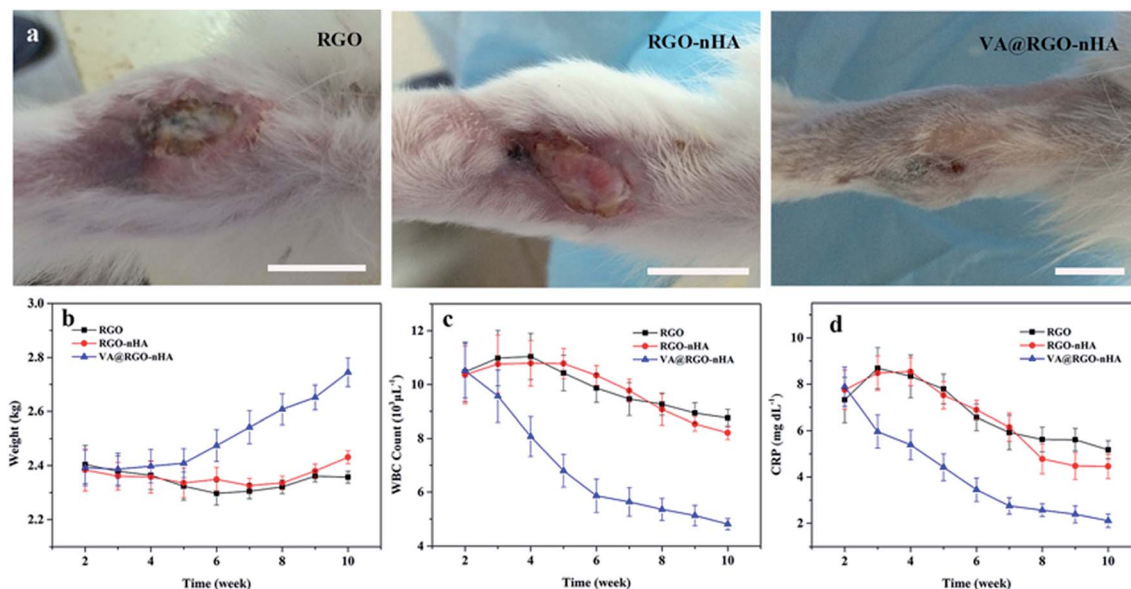 a
RGO
RGO-nHA
VA@RGO-nHA
b
3.0
2.8
2.6
2.4
2.2
Weight (kg)
RGO
RGO-nHA
VA@RGO-nHA
2 4 6 8 10
Time (week)
c
12
10
8
6
4
WBC Count (10³μL⁻¹)
RGO
RGO-nHA
VA@RGO-nHA
2 4 6 8 10
Time (week)
d
10
8
6
4
2
CRP (mg dL⁻¹)
RGO
RGO-nHA
VA@RGO-nHA
2 4 6 8 10
Time (week)